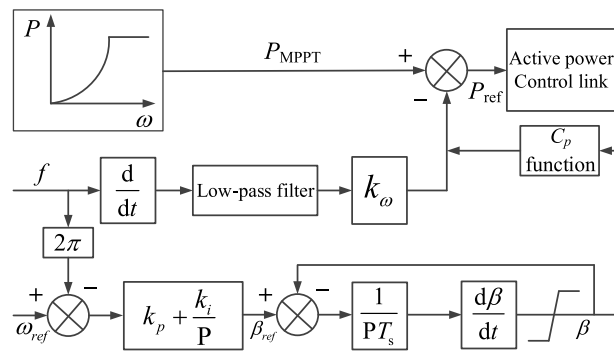 P
ω
P_MPPT
+
−
P_ref
Active power
Control link
C_p
function
f
d
dt
Low-pass filter
k_ω
2π
+
−
ω_ref
k_p + k_i
P
+
β_ref
−
1
PT_s
dβ
dt
β